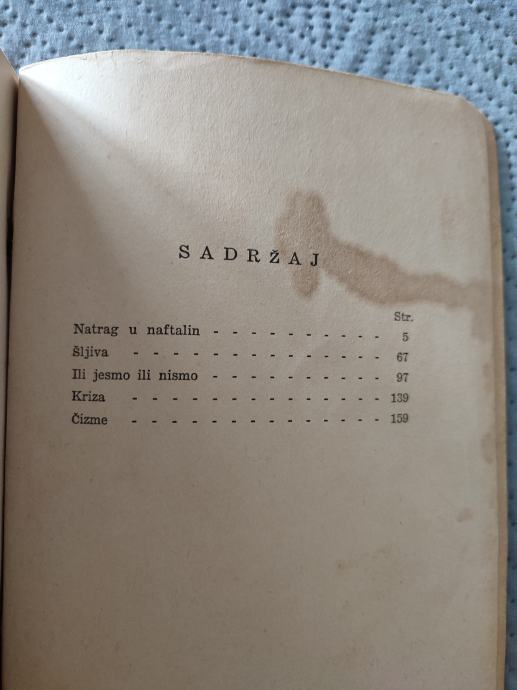 SADRŽAJ
Str.
Natrag u naftalin - - - - - - - - - - 5
Šljiva - - - - - - - - - - - - - 67
Ili jesmo ili nismo - - - - - - - - - - 97
Kriza - - - - - - - - - - - - - 139
Čizme - - - - - - - - - - - - - 159